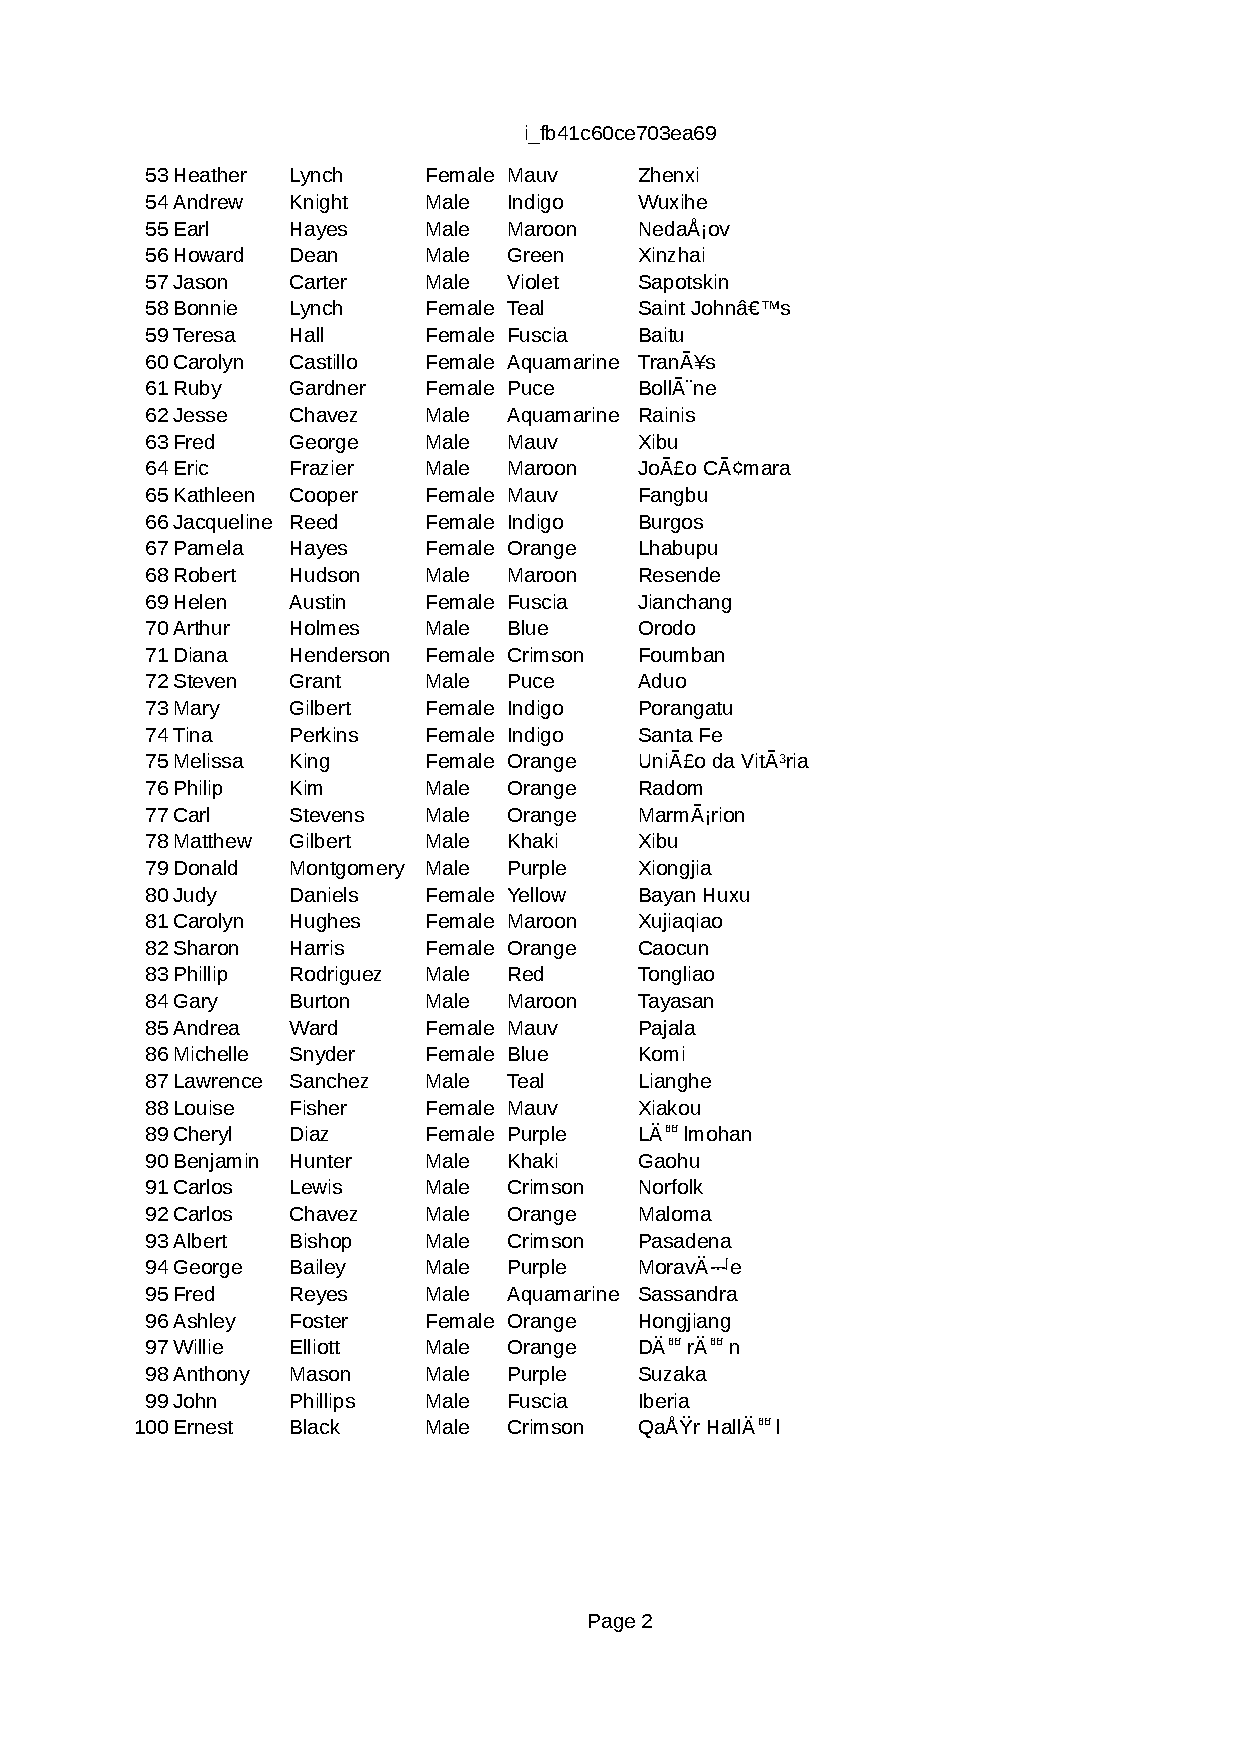 i_fb41c60ce703ea69
53 Heather Lynch Female Mauv Zhenxi
54 Andrew Knight Male Indigo Wuxihe
55 Earl Hayes Male Maroon NedaÅ¡ov
56 Howard Dean Male Green Xinzhai
57 Jason Carter Male Violet Sapotskin
58 Bonnie Lynch Female Teal Saint Johnâ€™s
59 Teresa Hall Female Fuscia Baitu
60 Carolyn Castillo Female Aquamarine TranÃ¥s
61 Ruby Gardner Female Puce BollÃ¨ne
62 Jesse Chavez Male Aquamarine Rainis
63 Fred George Male Mauv Xibu
64 Eric Frazier Male Maroon JoÃ£o CÃ¢mara
65 Kathleen Cooper Female Mauv Fangbu
66 Jacqueline Reed Female Indigo Burgos
67 Pamela Hayes Female Orange Lhabupu
68 Robert Hudson Male Maroon Resende
69 Helen Austin Female Fuscia Jianchang
70 Arthur Holmes Male Blue Orodo
71 Diana Henderson Female Crimson Foumban
72 Steven Grant Male Puce Aduo
73 Mary Gilbert Female Indigo Porangatu
74 Tina Perkins Female Indigo Santa Fe
75 Melissa King Female Orange UniÃ£o da VitÃ³ria
76 Philip Kim Male Orange Radom
77 Carl Stevens Male Orange MarmÃ¡rion
78 Matthew Gilbert Male Khaki Xibu
79 Donald Montgomery Male Purple Xiongjia
80 Judy Daniels Female Yellow Bayan Huxu
81 Carolyn Hughes Female Maroon Xujiaqiao
82 Sharon Harris Female Orange Caocun
83 Phillip Rodriguez Male Red Tongliao
84 Gary Burton Male Maroon Tayasan
85 Andrea Ward Female Mauv Pajala
86 Michelle Snyder Female Blue Komi
87 Lawrence Sanchez Male Teal Lianghe
88 Louise Fisher Female Mauv Xiakou
89 Cheryl Diaz Female Purple
90 Benjamin Hunter Male Khaki Gaohu
91 Carlos Lewis Male Crimson Norfolk
92 Carlos Chavez Male Orange Maloma
93 Albert Bishop Male Crimson Pasadena
94 George Bailey Male Purple
95 Fred Reyes Male Aquamarine Sassandra
96 Ashley Foster Female Orange Hongjiang
97 Willie Elliott Male Orange
98 Anthony Mason Male Purple Suzaka
99 John Phillips Male Fuscia Iberia
100 Ernest Black Male Crimson QaÅŸr
Page 2